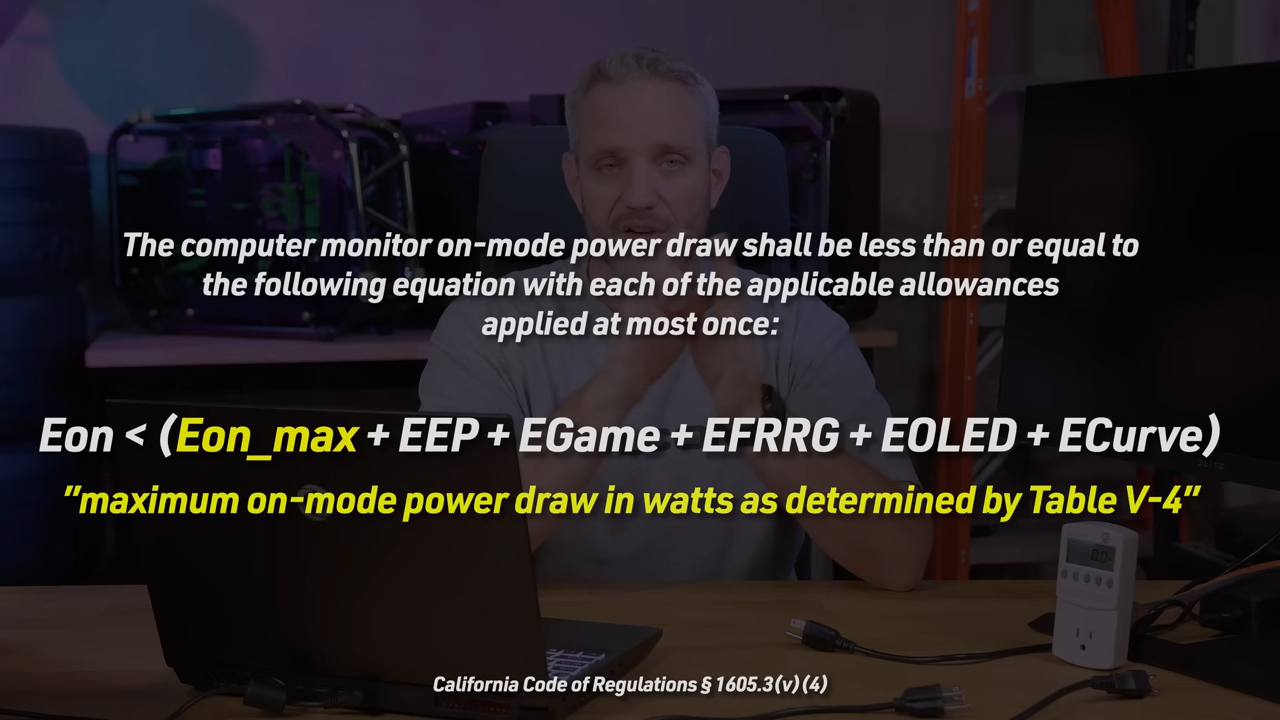 The computer monitor on-mode power draw shall be less than or equal to
the following equation with each of the applicable allowances
applied at most once:
Eon < (Eon_max + EEP + EGame + EFRRG + EOLED + ECurve)
"maximum on-mode power draw in watts as determined by Table V-4"
California Code of Regulations § 1605.3(v)(4)